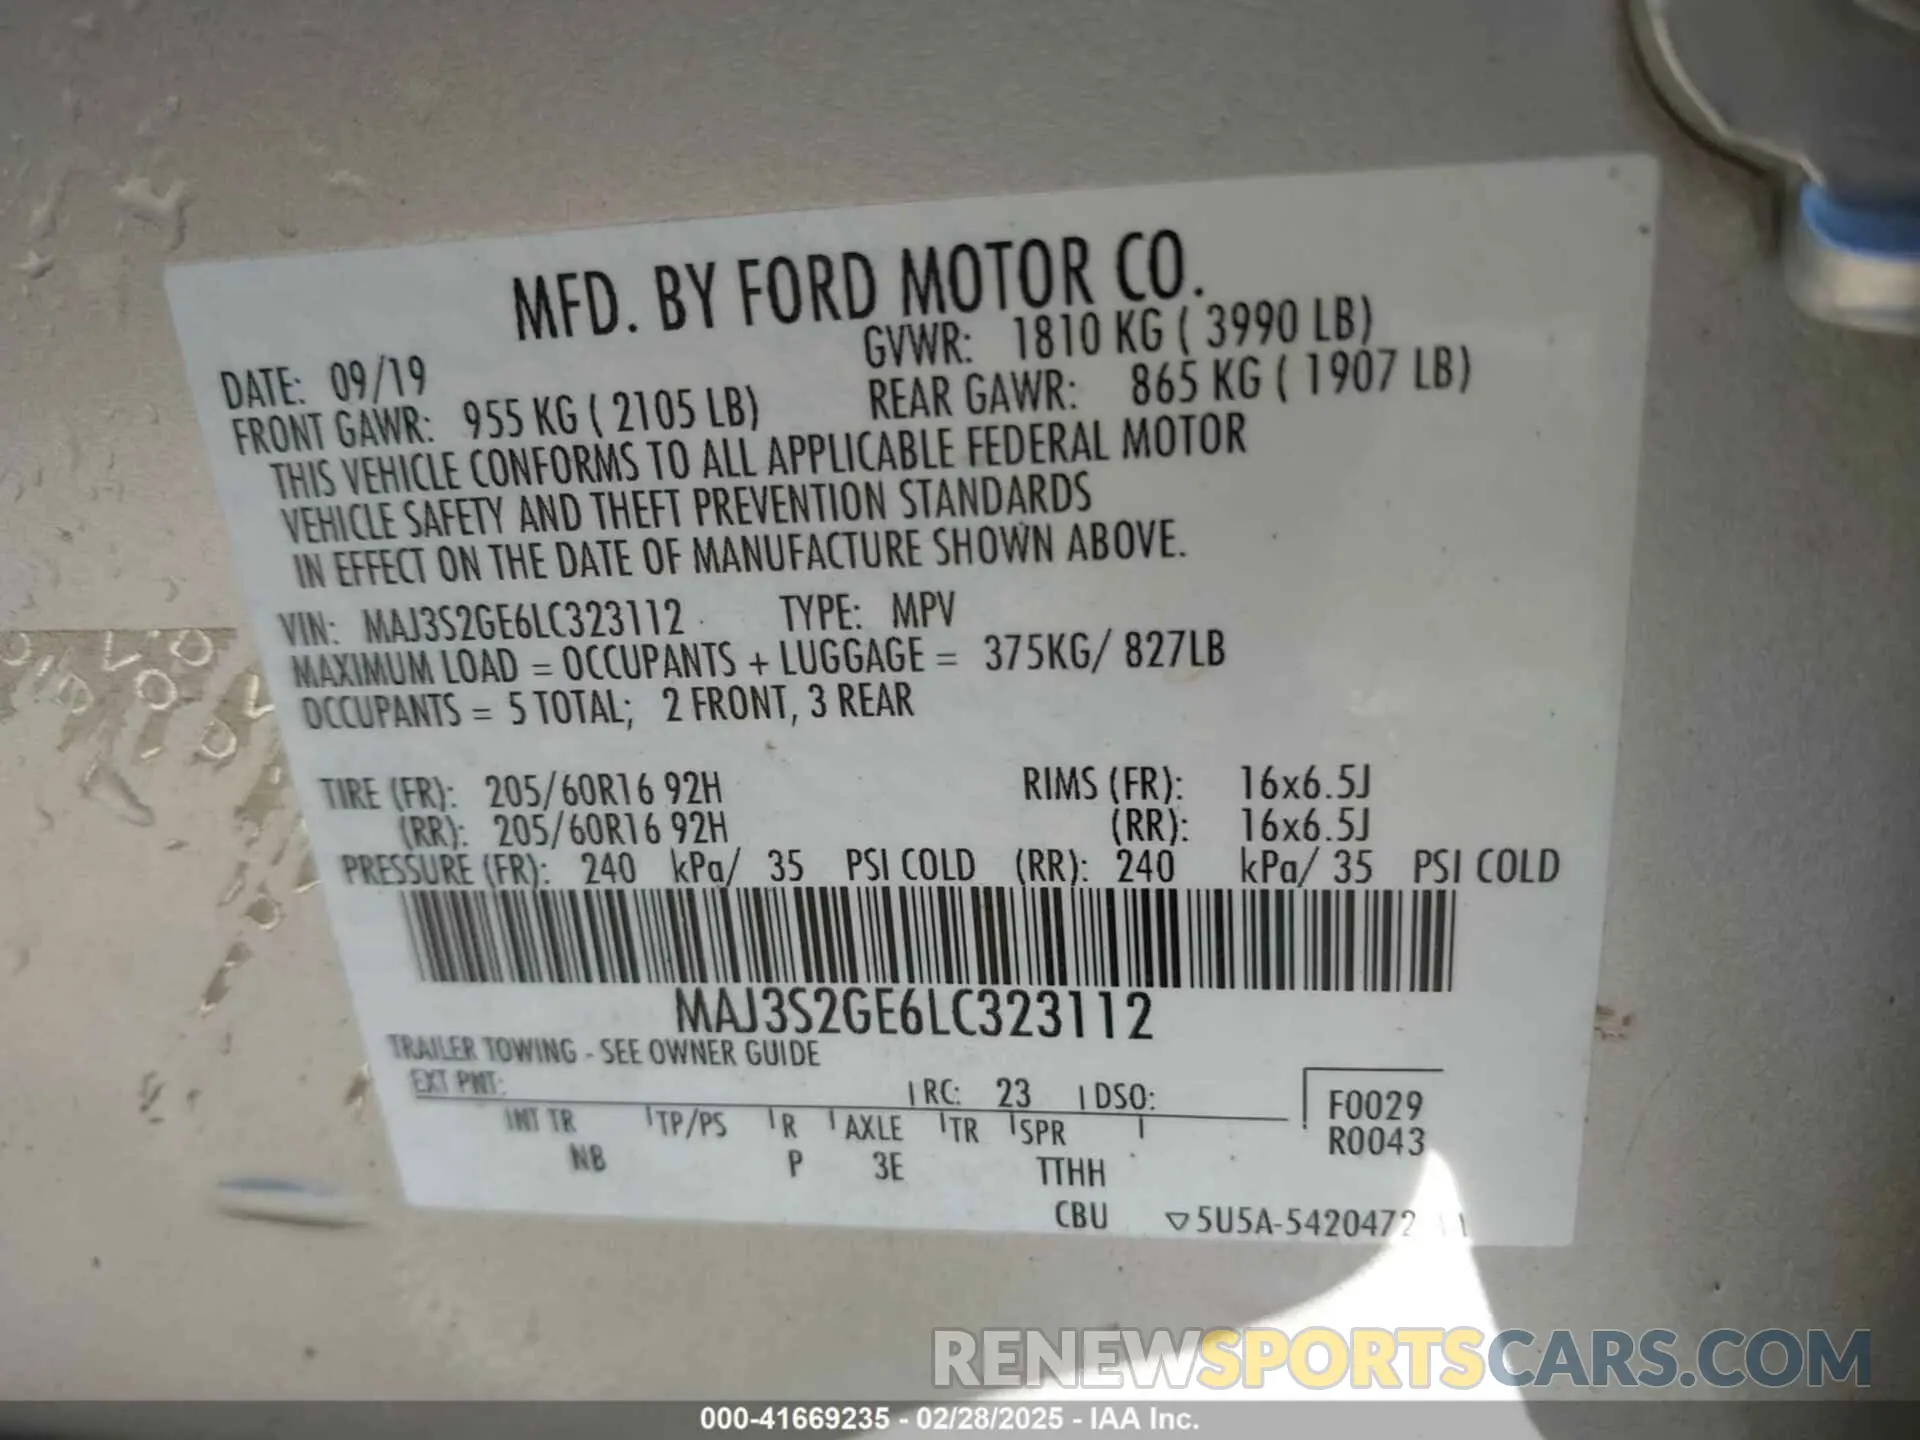 MFD. BY FORD MOTOR CO.
DATE: 09/19 GVWR: 1810 KG ( 3990 LB)
FRONT GAWR: 955 KG ( 2105 LB) REAR GAWR: 865 KG ( 1907 LB)
THIS VEHICLE CONFORMS TO ALL APPLICABLE FEDERAL MOTOR
VEHICLE SAFETY AND THEFT PREVENTION STANDARDS
IN EFFECT ON THE DATE OF MANUFACTURE SHOWN ABOVE.
VIN: MAJ3S2GE6LC323112 TYPE: MPV
MAXIMUM LOAD = OCCUPANTS + LUGGAGE = 375KG/ 827LB
OCCUPANTS = 5 TOTAL; 2 FRONT, 3 REAR
TIRE (FR): 205/60R16 92H RIMS (FR): 16x6.5J
(RR): 205/60R16 92H (RR): 16x6.5J
PRESSURE (FR): 240 kPa/ 35 PSI COLD (RR): 240 kPa/ 35 PSI COLD
MAJ3S2GE6LC323112
TRAILER TOWING - SEE OWNER GUIDE
EXT PNT: RC: 23 DSO: F0029
INT TR TP/PS R AXLE TR SPR R0043
NB P 3E TTHH
CBU 5U5A-5420472
RENEWSPORTSCARS.COM
000-41669235 - 02/28/2025 - IAA Inc.